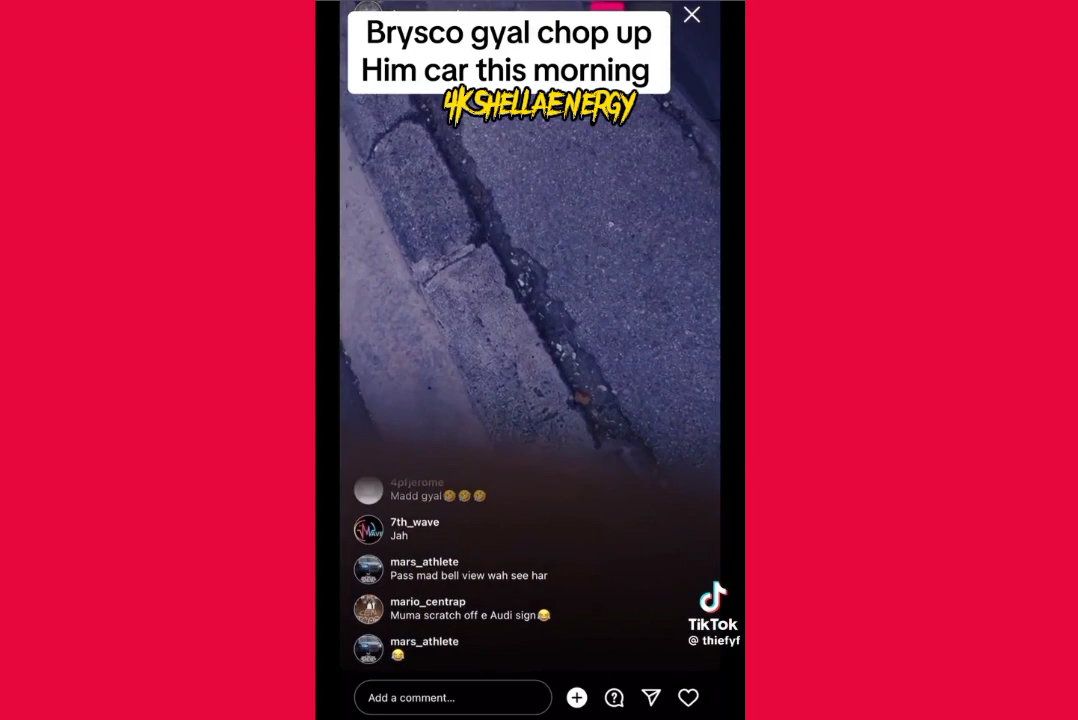 Brysco gyal chop up
Him car this morning
4KSHELLAENERGY
4pfjerome
Madd gyal🤣🤣🤣
7th_wave
Jah
mars_athlete
Pass mad bell view wah see har
mario_centrap
Muma scratch off e Audi sign😂
mars_athlete
😂
TikTok
@ thiefyf
Add a comment...